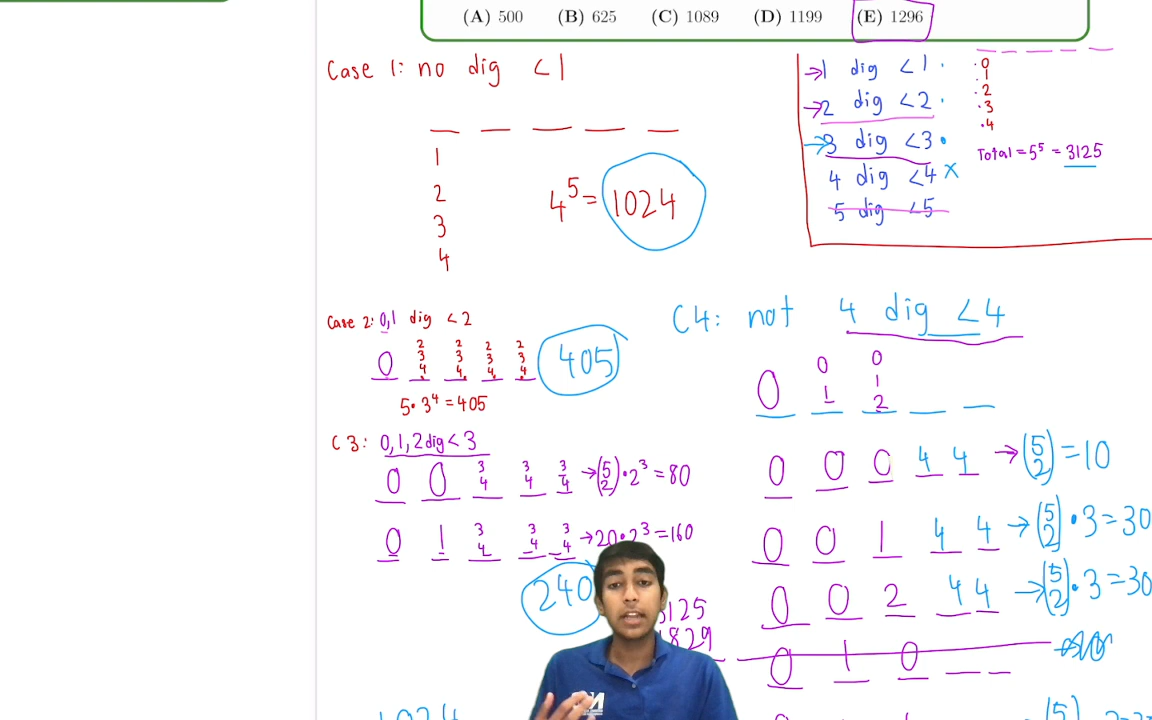 (A) 500 (B) 625 (C) 1089 (D) 1199 (E) 1296
Case 1: no dig < 1
1
2
3
4
4^5 = 1024
→1 dig < 1 .
→2 dig < 2 .
→3 dig < 3 .
4 dig < 4 x
5 dig < 5
. 0
. 1
. 2
. 3
. 4
Total = 5^5 = 3125
Case 2: 0,1 dig < 2
0 2 3 4 2 3 4 2 3 4 2 3 4 405
5 · 3^4 = 405
C3: 0,1,2 dig < 3
0 0 3 4 3 4 3 4 → (5 2) · 2^3 = 80
0 1 3 4 3 4 3 4 → 20 · 2^3 = 160
240
3125
1829
1024
C4: not 4 dig < 4
0 0 1 0 1 2
0 0 0 4 4 → (5 2) = 10
0 0 1 4 4 → (5 2) · 3 = 30
0 0 2 4 4 → (5 2) · 3 = 30
0 1 0